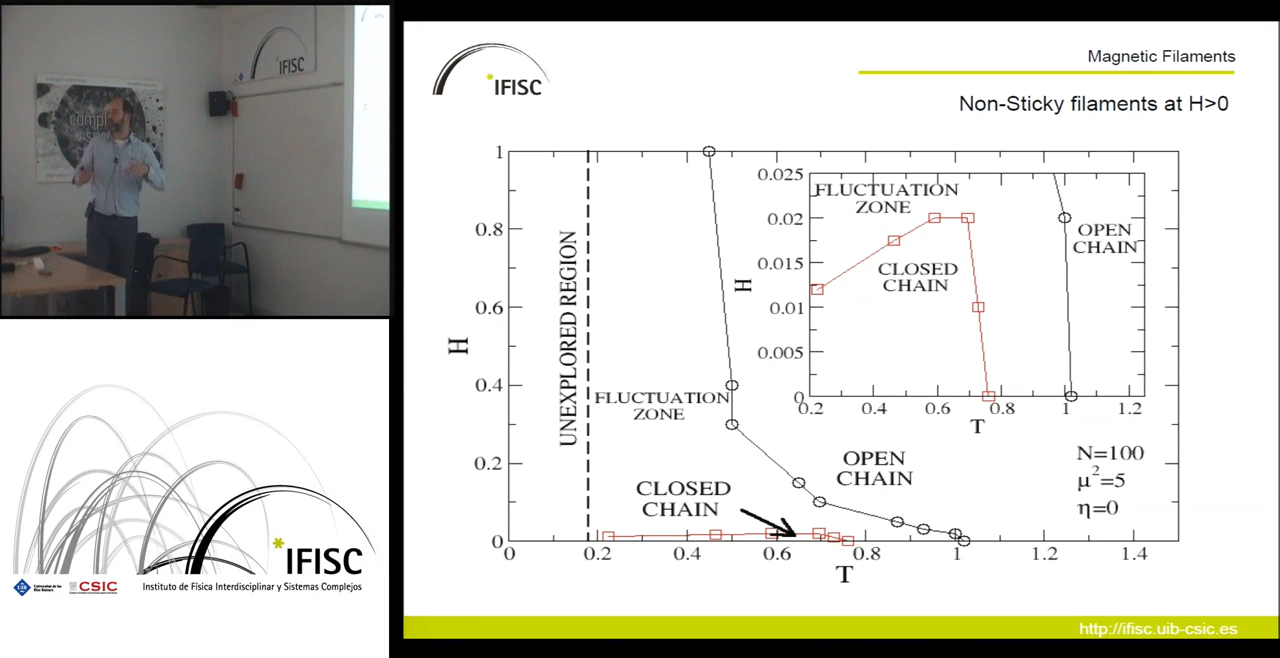 *IFISC
compl
*IFISC
Magnetic Filaments
Non-Sticky filaments at H>0
H
1
0.8
0.6
0.4
0.2
0
UNEXPLORED REGION
FLUCTUATION
ZONE
CLOSED
CHAIN
OPEN
CHAIN
N=100
μ²=5
η=0
0
0.2
0.4
0.6
0.8
1
1.2
1.4
T
H
0.025
0.02
0.015
0.01
0.005
0
FLUCTUATION
ZONE
CLOSED
CHAIN
OPEN
CHAIN
0.2
0.4
0.6
0.8
1
1.2
T
*IFISC
UIB
CSIC
Instituto de Física Interdisciplinar y Sistemas Complejos
http://ifisc.uib-csic.es